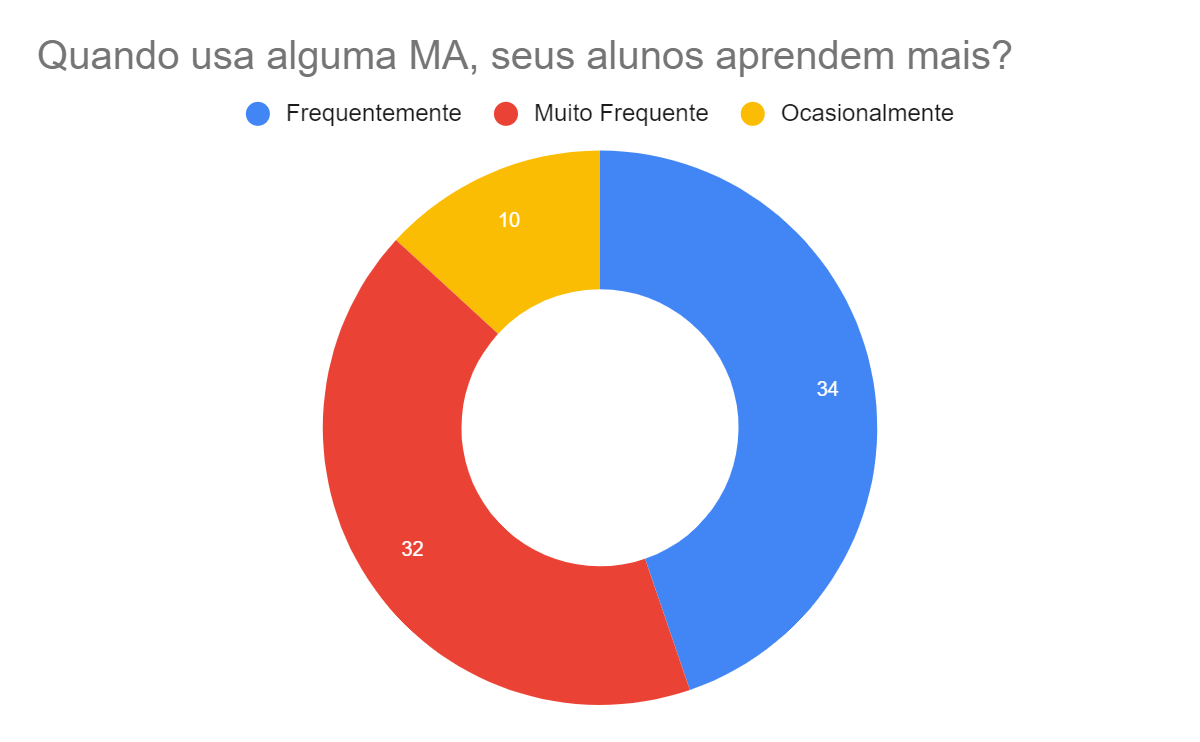 Quando usa alguma MA, seus alunos aprendem mais?
Frequentemente Muito Frequente Ocasionalmente
10
34
32